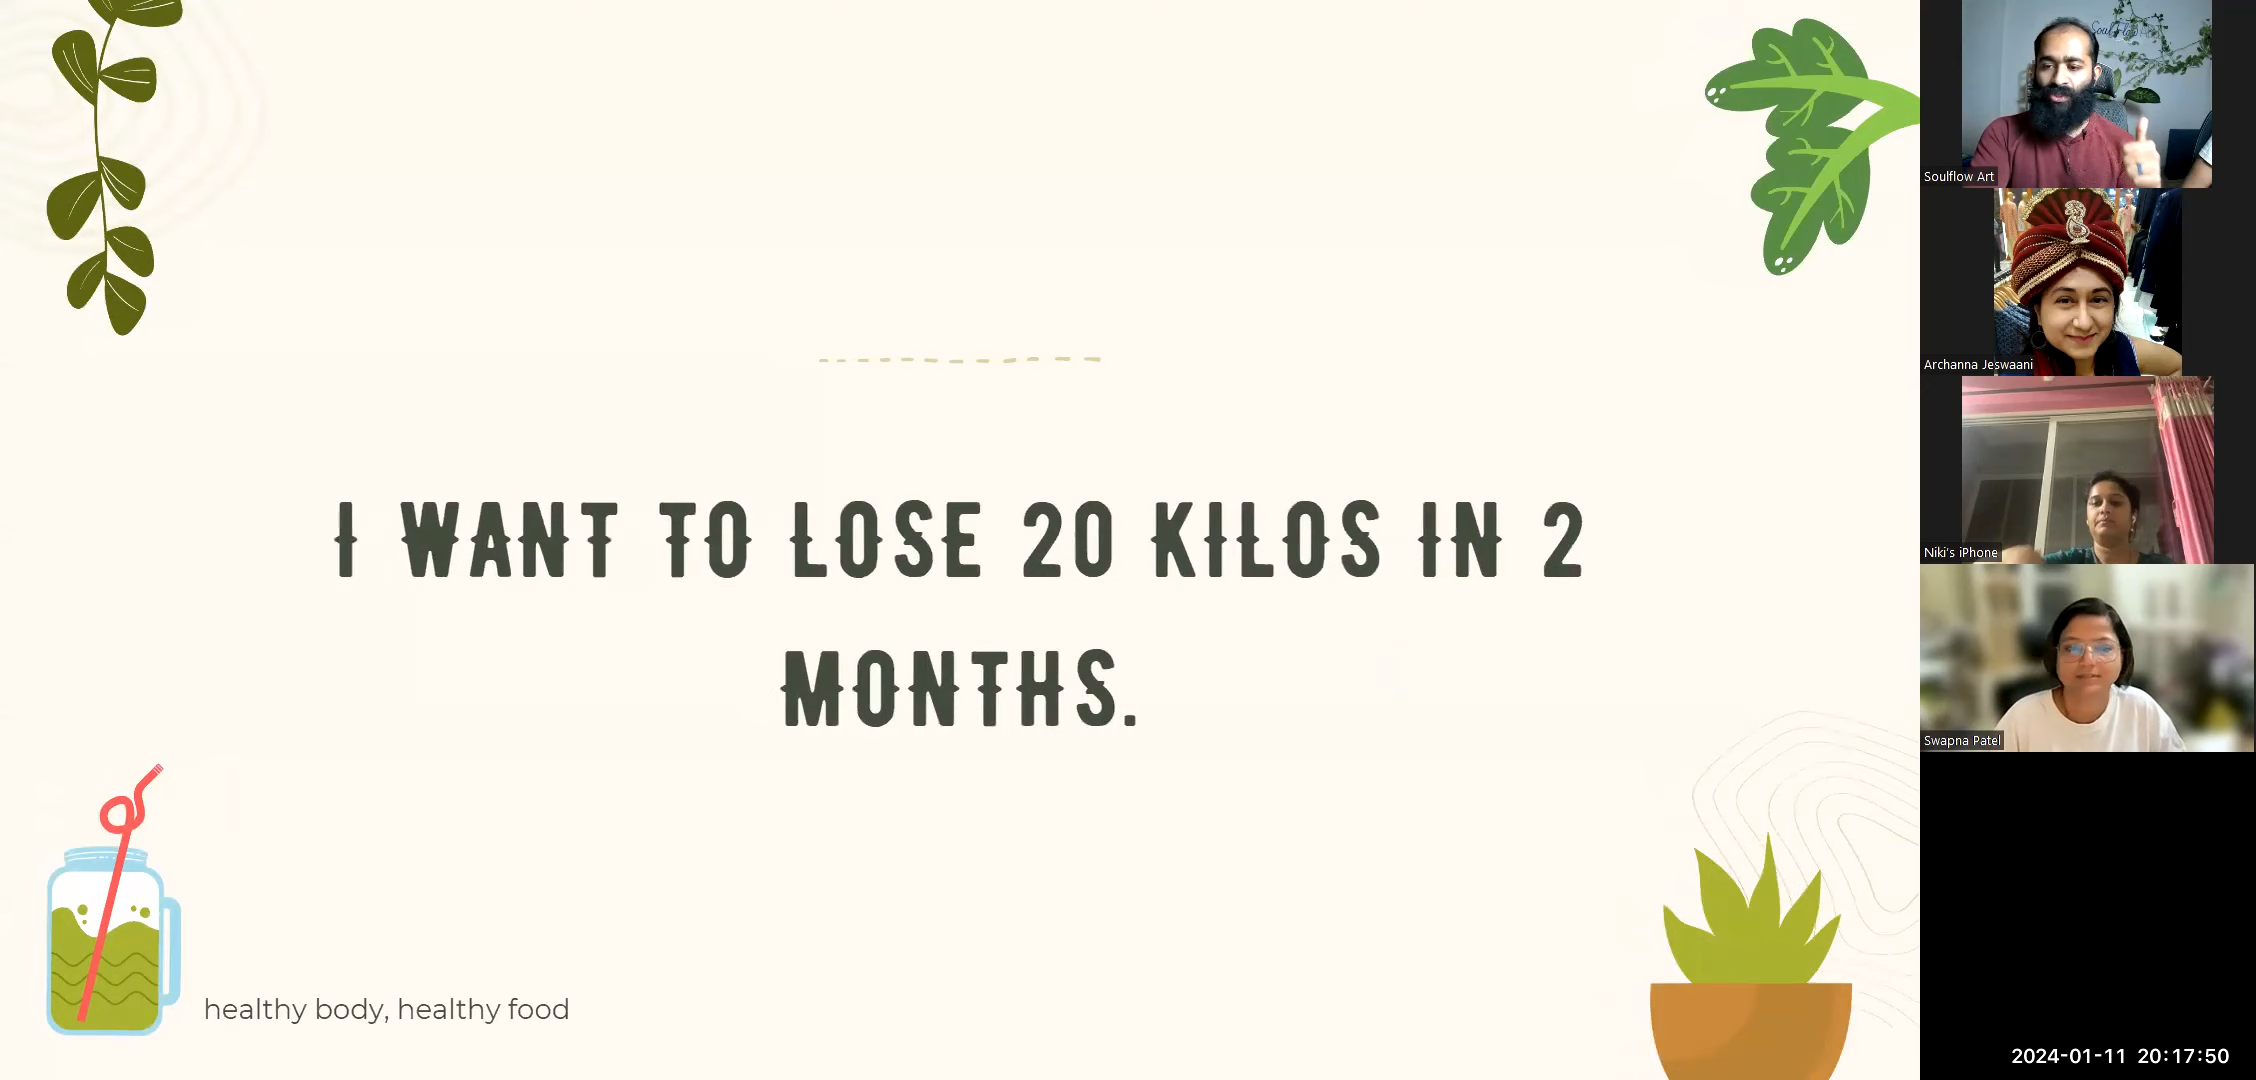 I WANT TO LOSE 20 KILOS IN 2
MONTHS.
healthy body, healthy food
Soulflow Art
Archanna Jeswaani
Niki's iPhone
Swapna Patel
2024-01-11 20:17:50